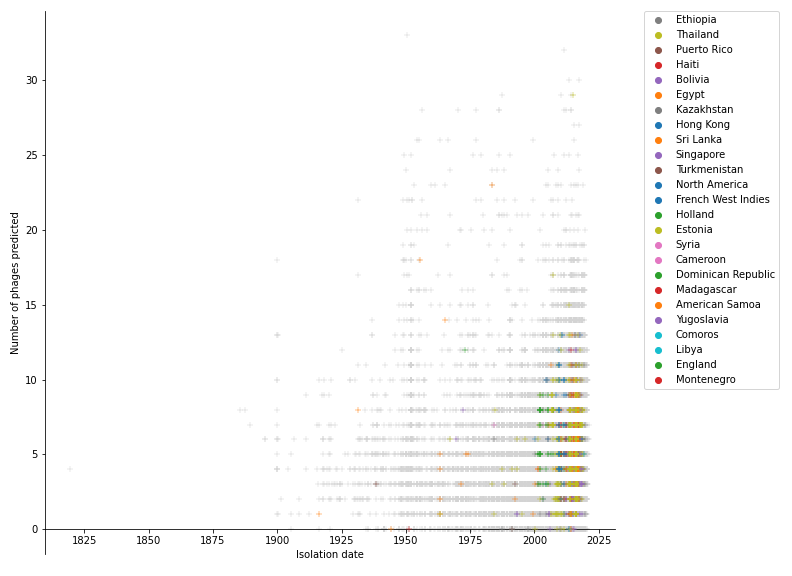 Number of phages predicted
30
25
20
15
10
5
0
1825
1850
1875
1900
1925
1950
1975
2000
2025
Isolation date
Ethiopia
Thailand
Puerto Rico
Haiti
Bolivia
Egypt
Kazakhstan
Hong Kong
Sri Lanka
Singapore
Turkmenistan
North America
French West Indies
Holland
Estonia
Syria
Cameroon
Dominican Republic
Madagascar
American Samoa
Yugoslavia
Comoros
Libya
England
Montenegro